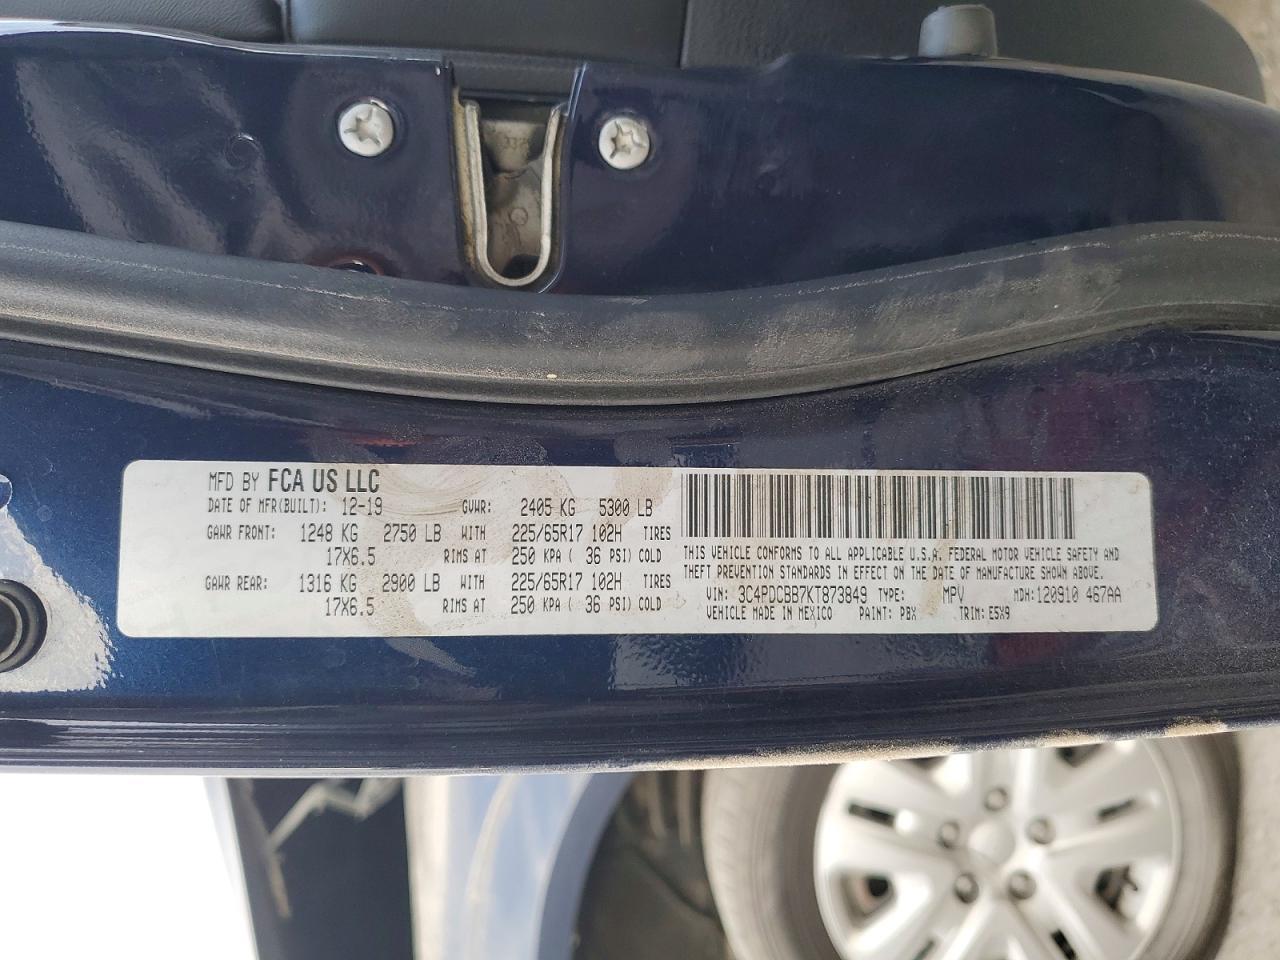 MFD BY FCA US LLC
DATE OF MFR(BUILT): 12-19 GVWR: 2405 KG 5300 LB
GAWR FRONT: 1248 KG 2750 LB WITH 225/65R17 102H TIRES
17X6.5 RIMS AT 250 KPA ( 36 PSI) COLD
GAWR REAR: 1316 KG 2900 LB WITH 225/65R17 102H TIRES
17X6.5 RIMS AT 250 KPA ( 36 PSI) COLD
THIS VEHICLE CONFORMS TO ALL APPLICABLE U.S.A. FEDERAL MOTOR VEHICLE SAFETY AND
THEFT PREVENTION STANDARDS IN EFFECT ON THE DATE OF MANUFACTURE SHOWN ABOVE.
VIN: 3C4PDCBB7KT873849 TYPE: MPV MDH: 120910 467AA
VEHICLE MADE IN MEXICO PAINT: PBX TRIM: E5X9